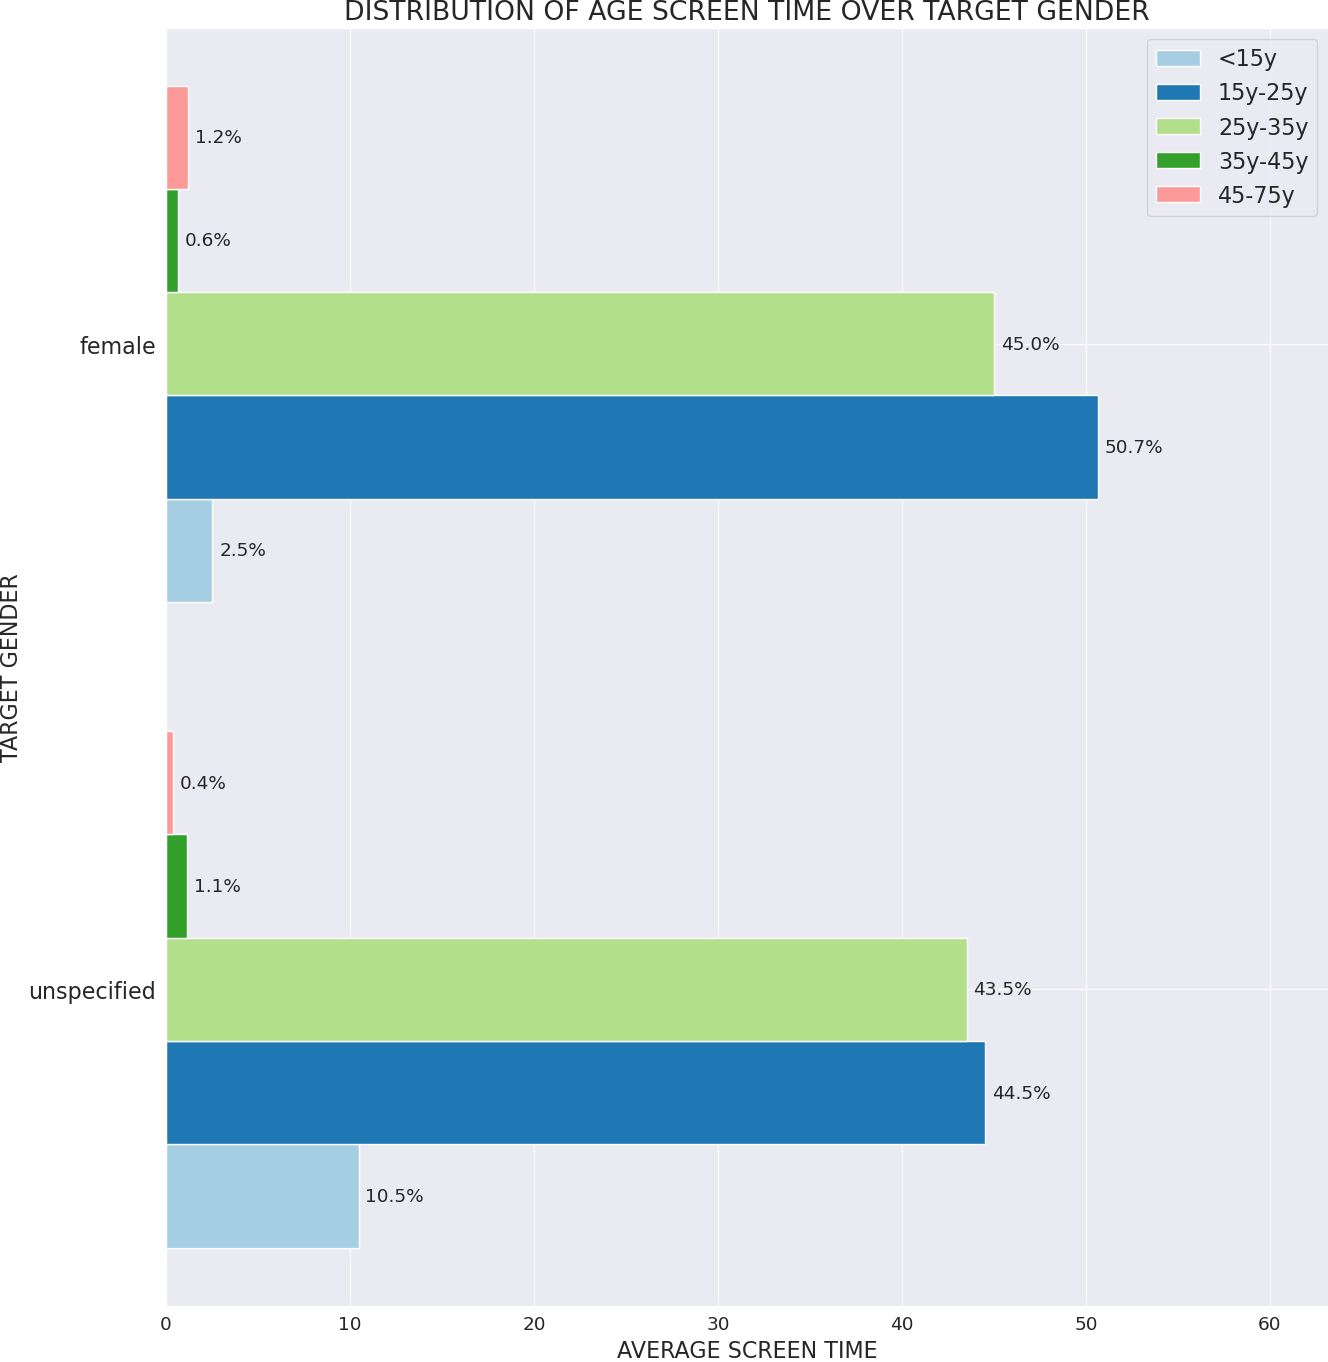 DISTRIBUTION OF AGE SCREEN TIME OVER TARGET GENDER
<15y
15y-25y
25y-35y
35y-45y
45-75y
1.2%
0.6%
female
45.0%
50.7%
2.5%
TARGET GENDER
0.4%
1.1%
unspecified
43.5%
44.5%
10.5%
0 10 20 30 40 50 60
AVERAGE SCREEN TIME